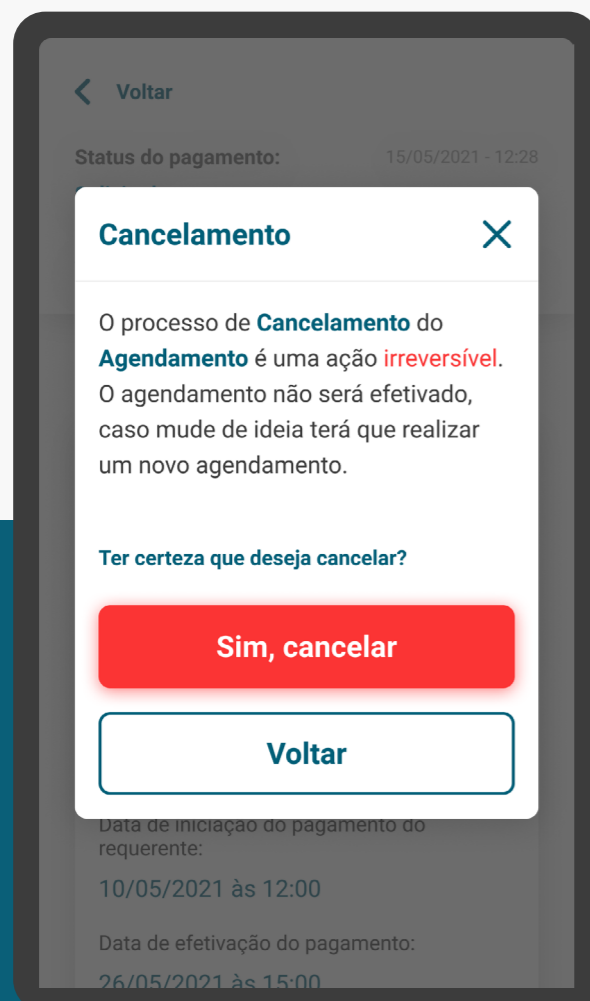 Voltar
Status do pagamento: 15/05/2021 - 12:28
Cancelamento
O processo de Cancelamento do
Agendamento é uma ação irreversível.
O agendamento não será efetivado,
caso mude de ideia terá que realizar
um novo agendamento.
Ter certeza que deseja cancelar?
Sim, cancelar
Voltar
Data de iniciação do pagamento do
requerente:
10/05/2021 às 12:00
Data de efetivação do pagamento:
26/05/2021 às 15:00